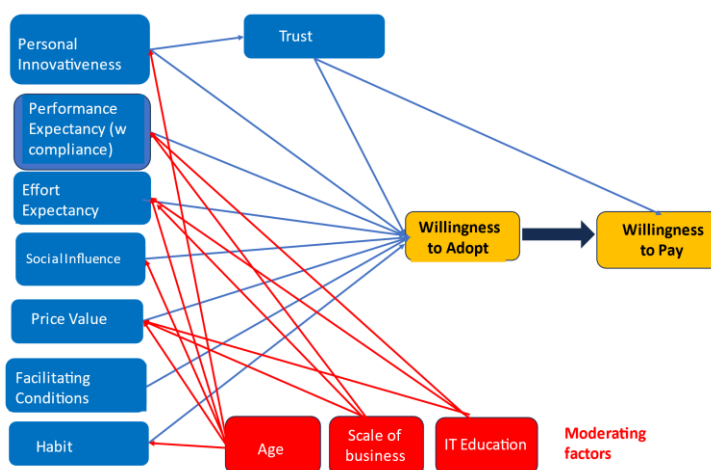 Personal
Innovativeness
Trust
Performance
Expectancy (w
compliance)
Effort
Expectancy
Social Influence
Price Value
Facilitating
Conditions
Habit
Willingness
to Adopt
Willingness
to Pay
Age
Scale of
business
IT Education
Moderating
factors